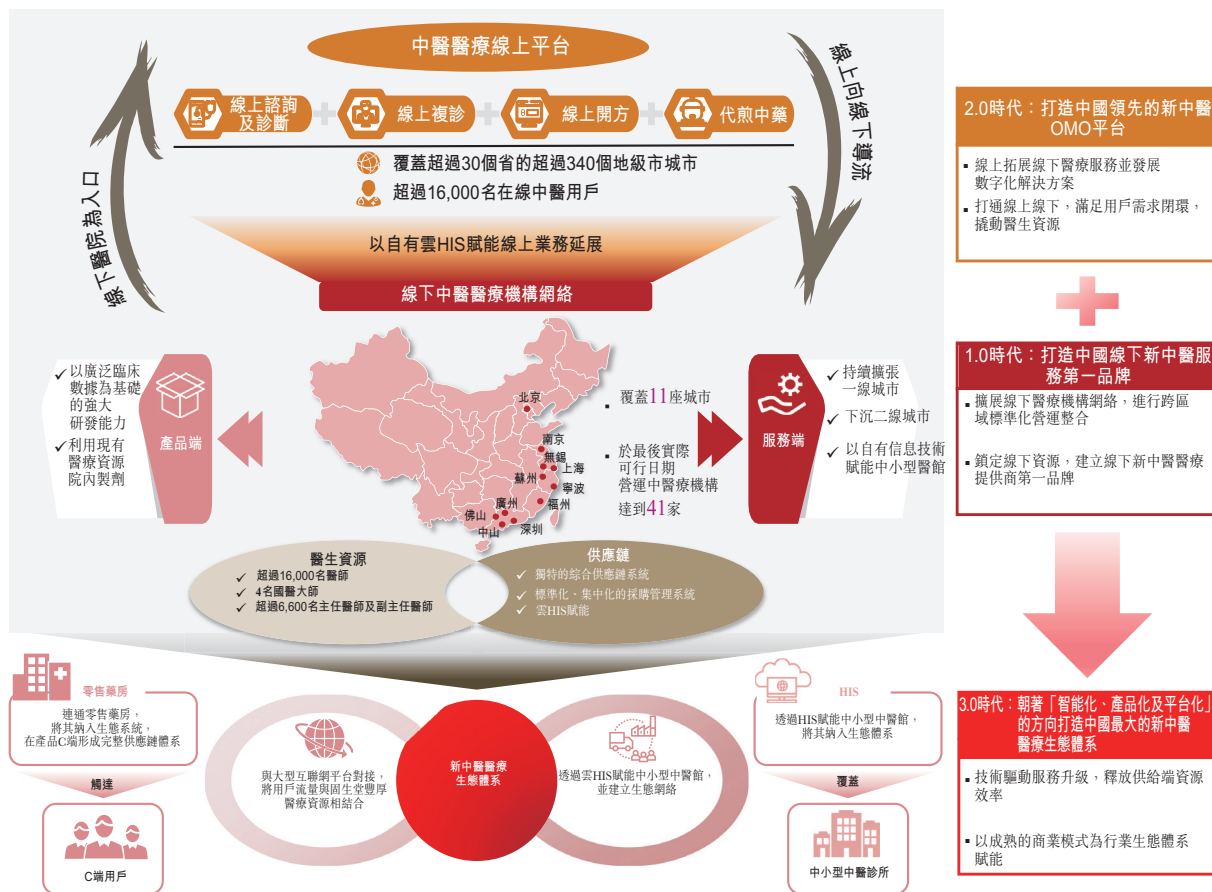 中醫醫療線上平台
線下醫院為入口
線上向線下導流
線上諮詢
及診斷
線上複診
線上開方
代煎中藥
覆蓋超過30個省的超過340個地級市城市
超過16,000名在線中醫用戶
以自有雲HIS賦能線上業務延展
線下中醫醫療機構網絡
✓ 以廣泛臨床
數據為基礎
的強大
研發能力
✓ 利用現有
醫療資源
院內製劑
產品端
北京
南京
無錫
上海
蘇州
寧波
廣州
福州
佛山
中山
深圳
▪ 覆蓋11座城市
▪ 於最後實際
可行日期
營運中醫療機構
達到41家
服務端
✓ 持續擴張
一線城市
✓ 下沉二線城市
✓ 以自有信息技術
賦能中小型醫館
醫生資源
✓ 超過16,000名醫師
✓ 4名國醫大師
✓ 超過6,600名主任醫師及副主任醫師
供應鏈
✓ 獨特的綜合供應鏈系統
✓ 標準化、集中化的採購管理系統
✓ 雲HIS賦能
零售藥房
連通零售藥房，
將其納入生態系統，
在產品C端形成完整供應鏈體系
觸達
C端用戶
與大型互聯網平台對接，
將用戶流量與固生堂豐厚
醫療資源相結合
新中醫醫療
生態體系
透過雲HIS賦能中小型中醫館，
並建立生態網絡
HIS
透過HIS賦能中小型中醫館，
將其納入生態體系
覆蓋
中小型中醫診所
2.0時代：打造中國領先的新中醫
OMO平台
▪ 線上拓展線下醫療服務並發展
數字化解決方案
▪ 打通線上線下，滿足用戶需求閉環，
撬動醫生資源
1.0時代：打造中國線下新中醫服
務第一品牌
▪ 擴展線下醫療機構網絡，進行跨區
域標準化營運整合
▪ 鎖定線下資源，建立線下新中醫醫療
提供商第一品牌
3.0時代：朝著「智能化、產品化及平台化」
的方向打造中國最大的新中醫
醫療生態體系
▪ 技術驅動服務升級，釋放供給端資源
效率
▪ 以成熟的商業模式為行業生態體系
賦能